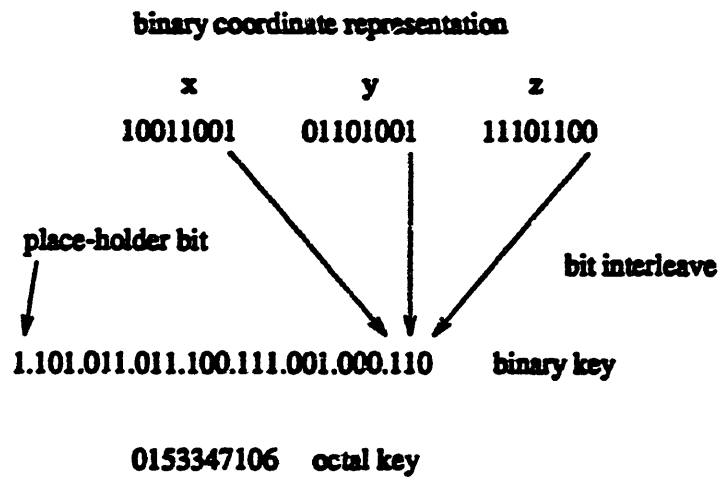 binary coordinate representation
x y z
10011001 01101001 11101100
place-holder bit
bit interleave
1.101.011.011.100.111.001.000.110 binary key
0153347106 octal key